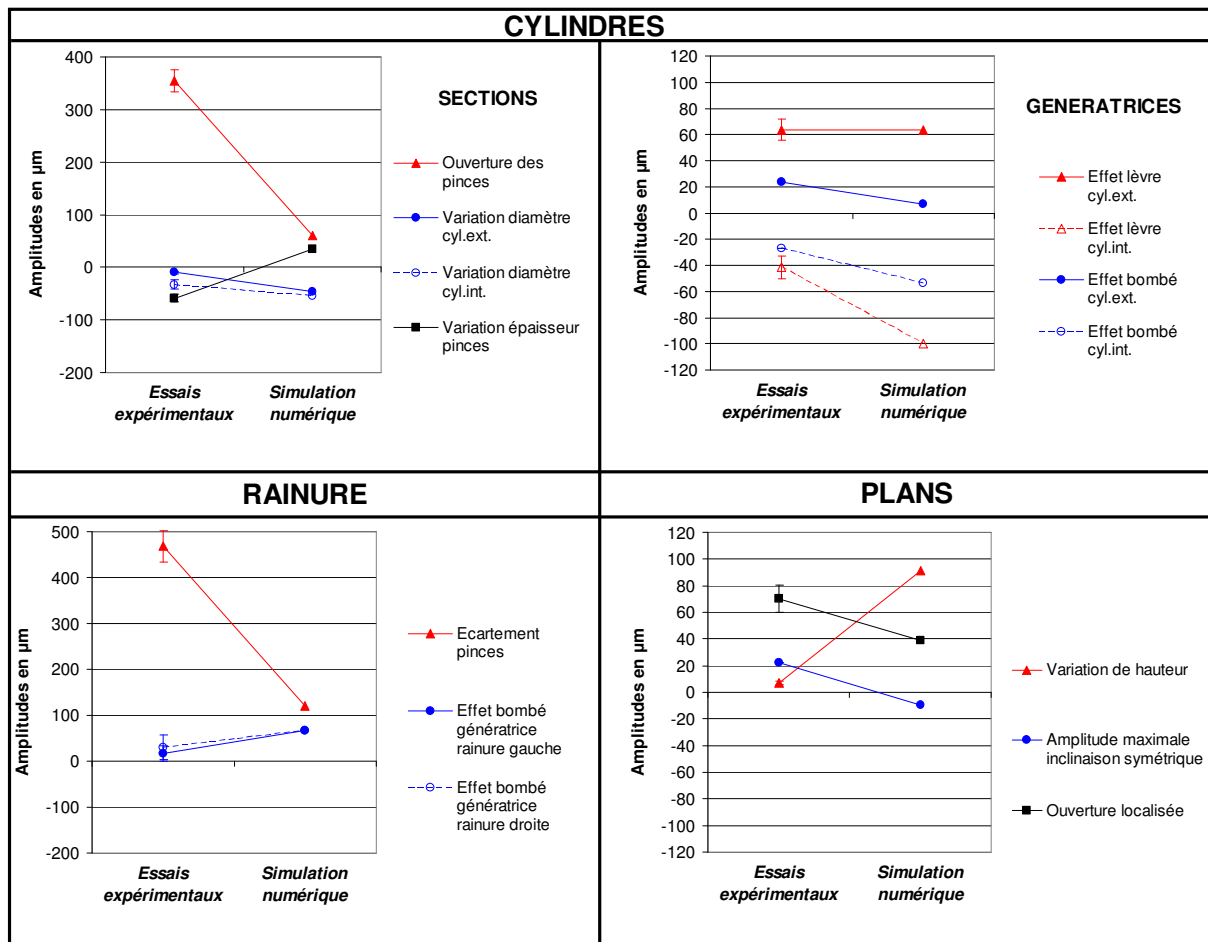 CYLINDRES
400
300
200
100
0
-100
-200
Amplitudes en µm
Essais
expérimentaux
Simulation
numérique
SECTIONS
Ouverture des
pinces
Variation diamètre
cyl.ext.
Variation diamètre
cyl.int.
Variation épaisseur
pinces
120
100
80
60
40
20
0
-20
-40
-60
-80
-100
-120
Amplitudes en µm
Essais
expérimentaux
Simulation
numérique
GENERATRICES
Effet lèvre
cyl.ext.
Effet lèvre
cyl.int.
Effet bombé
cyl.ext.
Effet bombé
cyl.int.
RAINURE
500
400
300
200
100
0
-100
-200
Amplitudes en µm
Essais
expérimentaux
Simulation
numérique
Ecartement
pinces
Effet bombé
génératrice
rainure gauche
Effet bombé
génératrice
rainure droite
PLANS
120
100
80
60
40
20
0
-20
-40
-60
-80
-100
-120
Amplitudes en µm
Essais
expérimentaux
Simulation
numérique
Variation de hauteur
Amplitude maximale
inclinaison symétrique
Ouverture localisée